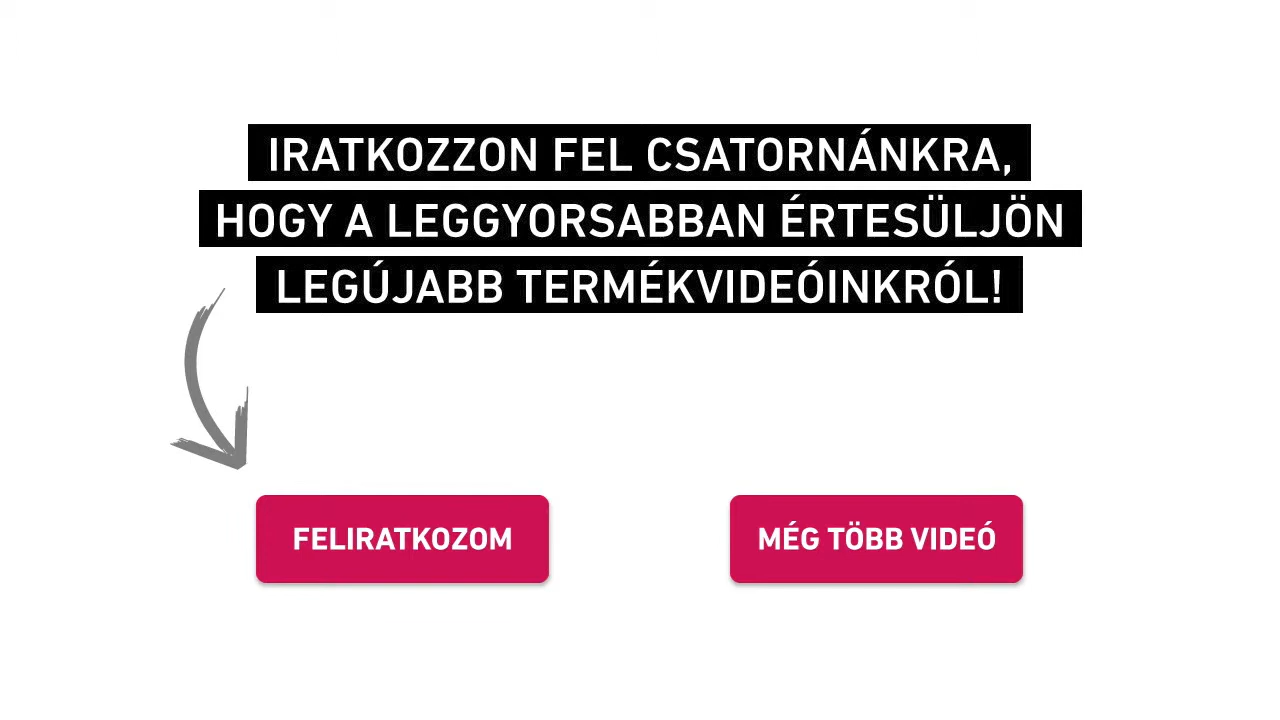 IRATKOZZON FEL CSATORNÁNKRA,
HOGY A LEGGYORSABBAN ÉRTESÜLJÖN
LEGÚJABB TERMÉKVIDEÓINKRÓL!
FELIRATKOZOM
MÉG TÖBB VIDEÓ